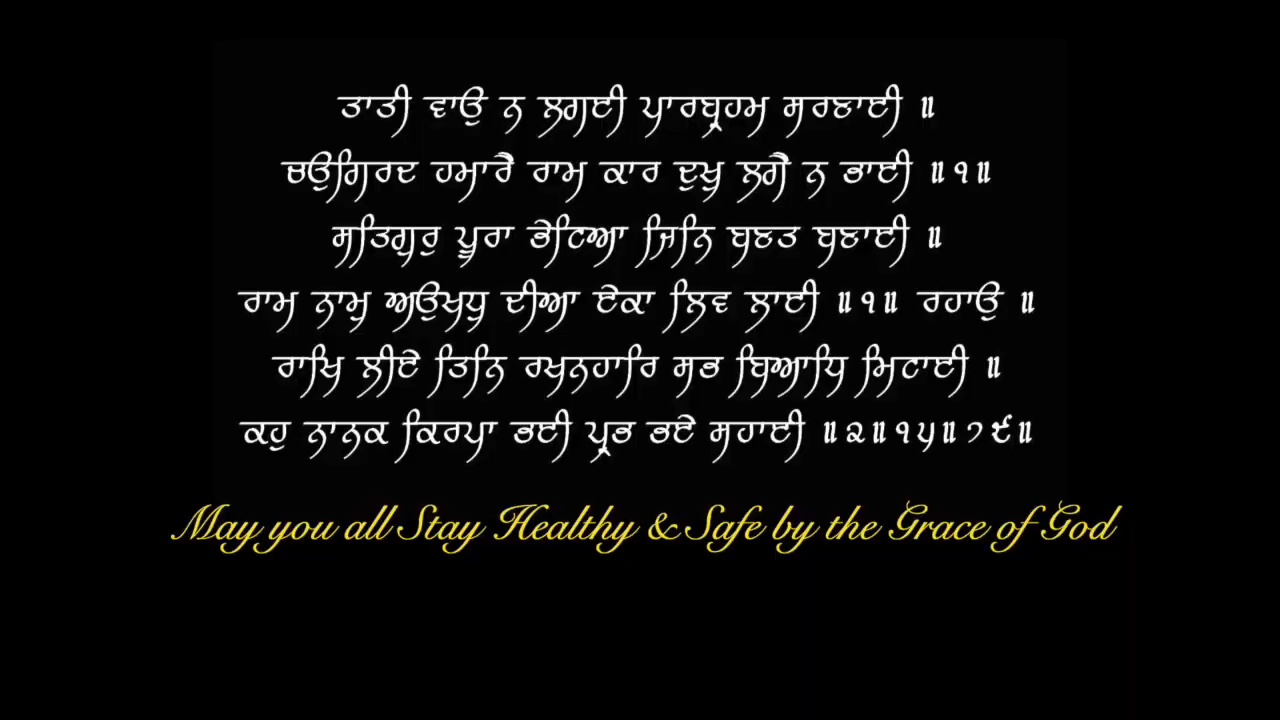 ਤਾਤੀ ਵਾਉ ਨ ਲਗਈ ਪਾਰਬ੍ਰਹਮ ਸਰਣਾਈ ॥
ਚਉਗਿਰਦ ਹਮਾਰੈ ਰਾਮ ਕਾਰ ਦੁਖੁ ਲਗੈ ਨ ਭਾਈ ॥੧॥
ਸਤਿਗੁਰੁ ਪੂਰਾ ਭੇਟਿਆ ਜਿਨਿ ਬਣਤ ਬਣਾਈ ॥
ਰਾਮ ਨਾਮੁ ਅਉਖਧੁ ਦੀਆ ਏਕਾ ਲਿਵ ਲਾਈ ॥੧॥ ਰਹਾਉ ॥
ਰਾਖਿ ਲੀਏ ਤਿਨਿ ਰਖਨਹਾਰਿ ਸਭ ਬਿਆਧਿ ਮਿਟਾਈ ॥
ਕਹੁ ਨਾਨਕ ਕਿਰਪਾ ਭਈ ਪ੍ਰਭ ਭਏ ਸਹਾਈ ॥੨॥੧੫॥੭੯॥
May you all Stay Healthy & Safe by the Grace of God